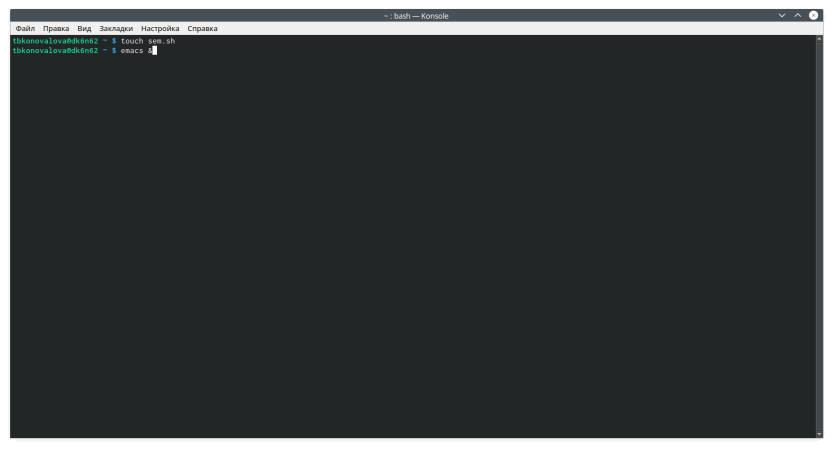 ~ : bash — Konsole
Файл Правка Вид Закладки Настройка Справка
tbkonovalova@dk6n62 ~ $ touch sem.sh
tbkonovalova@dk6n62 ~ $ emacs &